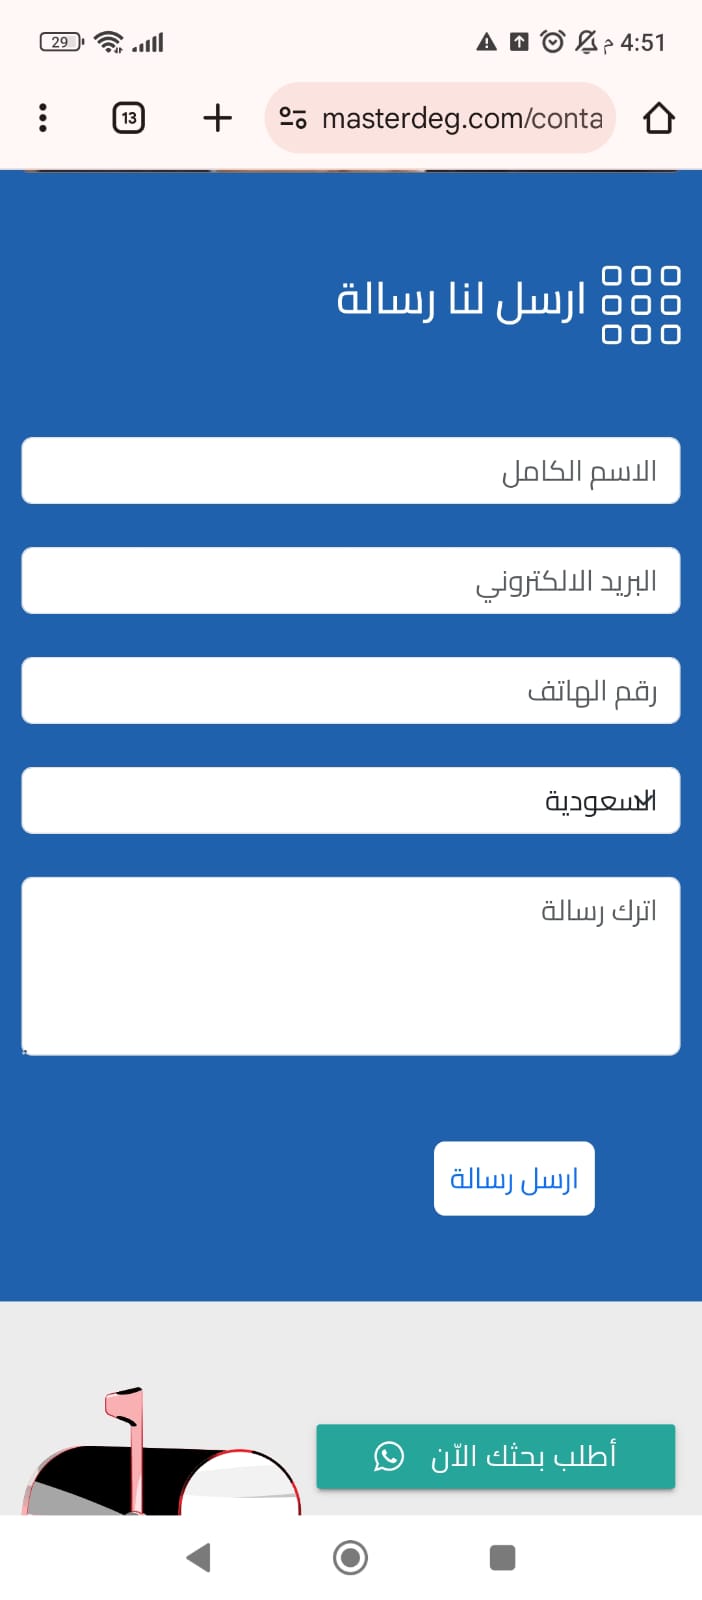 29
4:51 م
13
masterdeg.com/conta
ارسل لنا رسالة
الاسم الكامل
البريد الالكتروني
رقم الهاتف
السعودية
اترك رسالة
ارسل رسالة
أطلب بحثك الآن